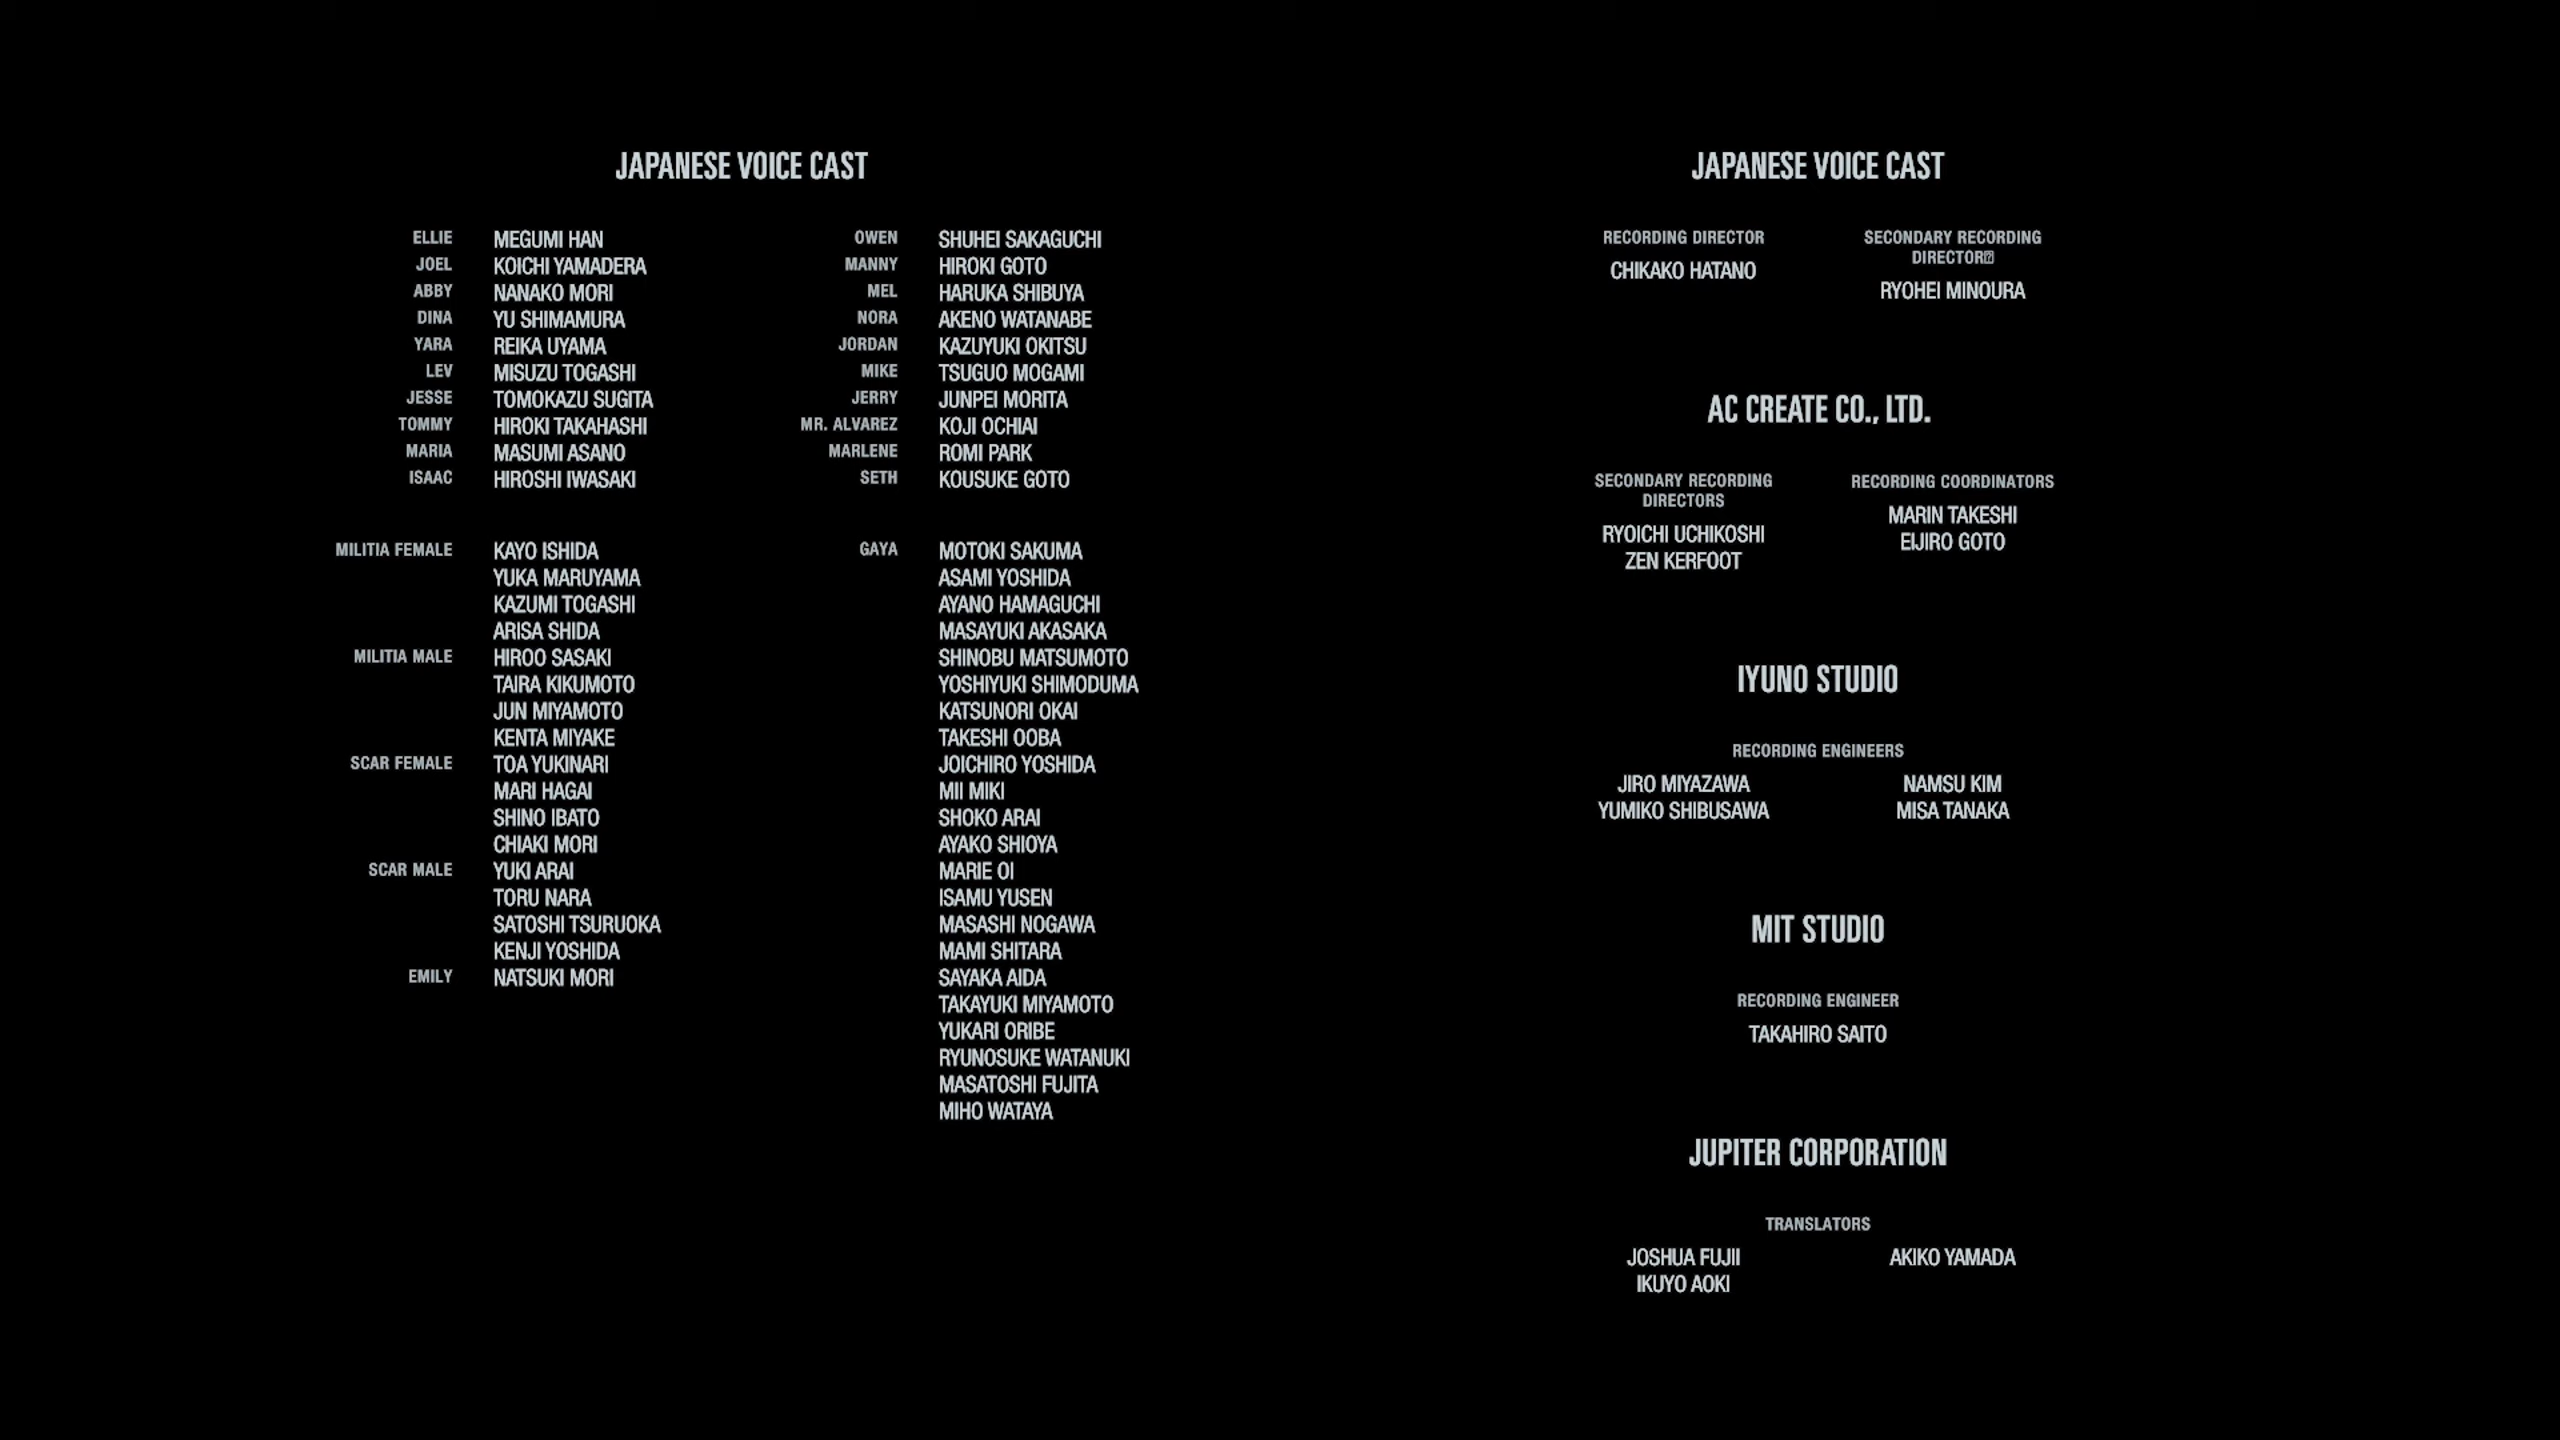 JAPANESE VOICE CAST
ELLIE MEGUMI HAN
JOEL KOICHI YAMADERA
ABBY NANAKO MORI
DINA YU SHIMAMURA
YARA REIKA UYAMA
LEV MISUZU TOGASHI
JESSE TOMOKAZU SUGITA
TOMMY HIROKI TAKAHASHI
MARIA MASUMI ASANO
ISAAC HIROSHI IWASAKI
OWEN SHUHEI SAKAGUCHI
MANNY HIROKI GOTO
MEL HARUKA SHIBUYA
NORA AKENO WATANABE
JORDAN KAZUYUKI OKITSU
MIKE TSUGUO MOGAMI
JERRY JUNPEI MORITA
MR. ALVAREZ KOJI OCHIAI
MARLENE ROMI PARK
SETH KOUSUKE GOTO
MILITIA FEMALE KAYO ISHIDA
YUKA MARUYAMA
KAZUMI TOGASHI
ARISA SHIDA
MILITIA MALE HIROO SASAKI
TAIRA KIKUMOTO
JUN MIYAMOTO
KENTA MIYAKE
SCAR FEMALE TOA YUKINARI
MARI HAGAI
SHINO IBATO
CHIAKI MORI
SCAR MALE YUKI ARAI
TORU NARA
SATOSHI TSURUOKA
KENJI YOSHIDA
EMILY NATSUKI MORI
GAYA MOTOKI SAKUMA
ASAMI YOSHIDA
AYANO HAMAGUCHI
MASAYUKI AKASAKA
SHINOBU MATSUMOTO
YOSHIYUKI SHIMODUMA
KATSUNORI OKAI
TAKESHI OOBA
JOICHIRO YOSHIDA
MII MIKI
SHOKO ARAI
AYAKO SHIOYA
MARIE OI
ISAMU YUSEN
MASASHI NOGAWA
MAMI SHITARA
SAYAKA AIDA
TAKAYUKI MIYAMOTO
YUKARI ORIBE
RYUNOSUKE WATANUKI
MASATOSHI FUJITA
MIHO WATAYA
JAPANESE VOICE CAST
RECORDING DIRECTOR
CHIKAKO HATANO
SECONDARY RECORDING
DIRECTOR
RYOHEI MINOURA
AC CREATE CO., LTD.
SECONDARY RECORDING
DIRECTORS
RYOICHI UCHIKOSHI
ZEN KERFOOT
RECORDING COORDINATORS
MARIN TAKESHI
EIJIRO GOTO
IYUNO STUDIO
RECORDING ENGINEERS
JIRO MIYAZAWA NAMSU KIM
YUMIKO SHIBUSAWA MISA TANAKA
MIT STUDIO
RECORDING ENGINEER
TAKAHIRO SAITO
JUPITER CORPORATION
TRANSLATORS
JOSHUA FUJII AKIKO YAMADA
IKUYO AOKI